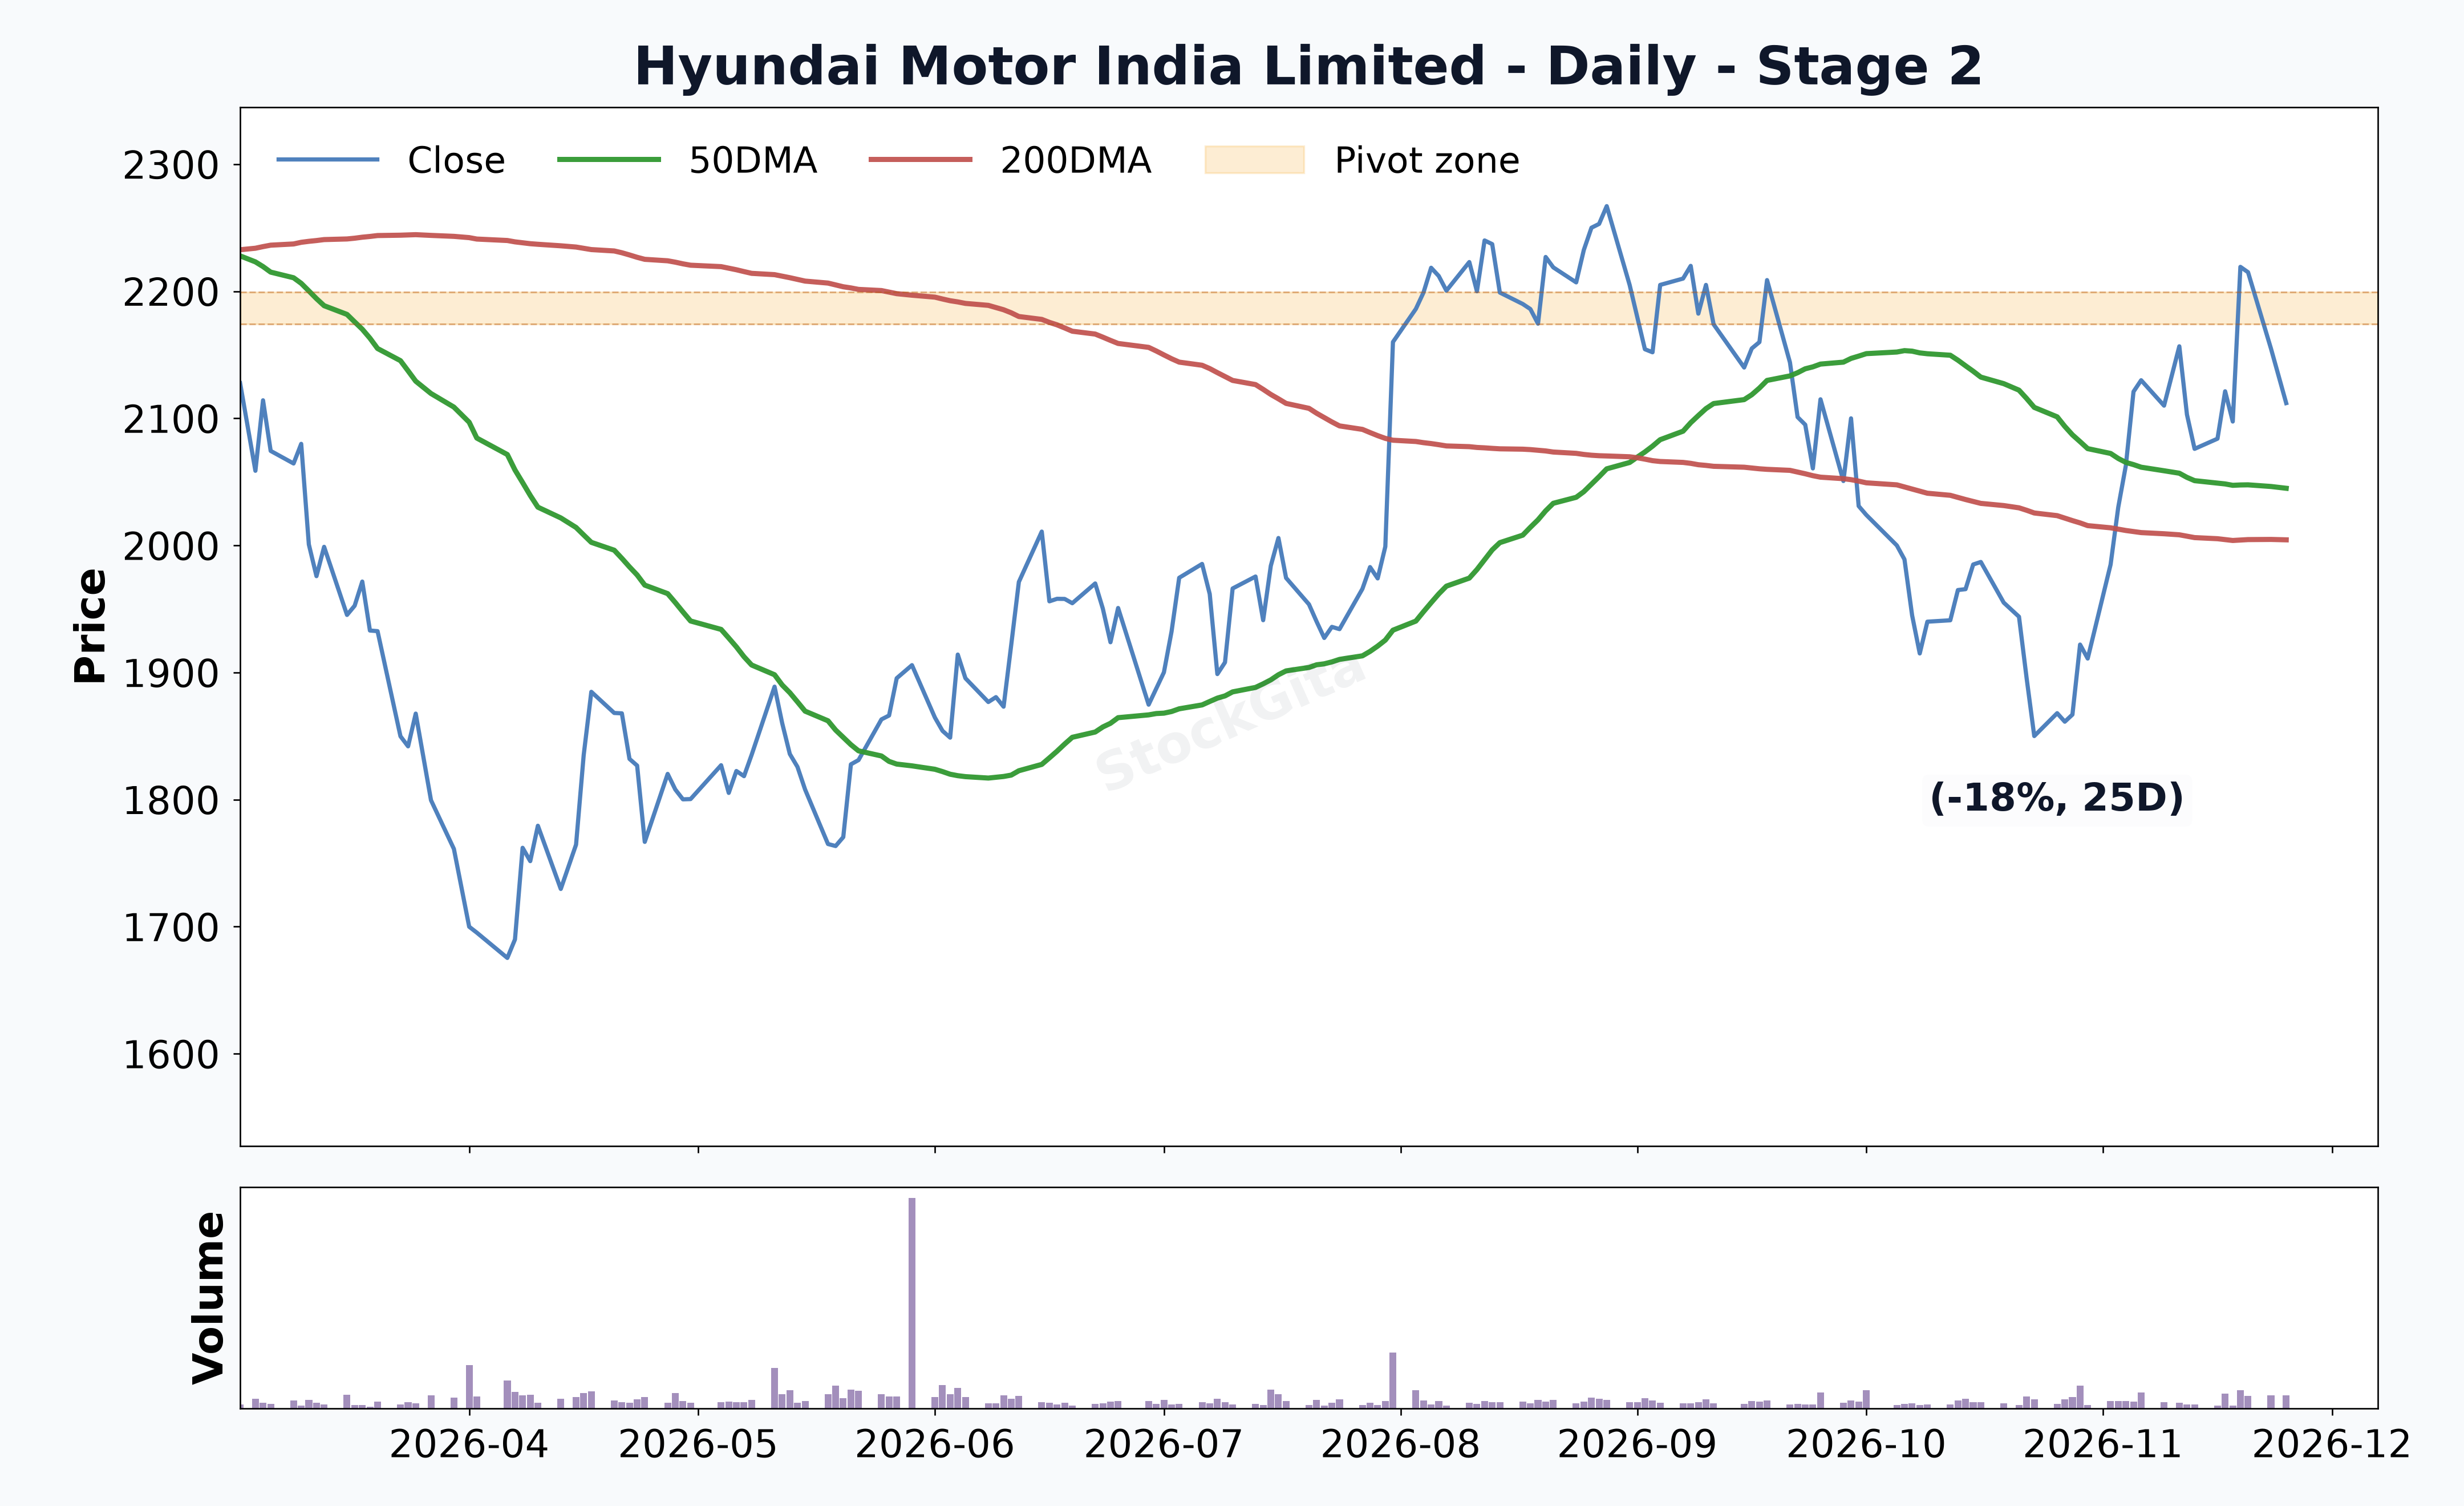 Hyundai Motor India Limited - Daily - Stage 2
Close 50DMA 200DMA Pivot zone
2300
2200
2100
2000
1900
1800
1700
1600
Price
StockGita
(-18%, 25D)
Volume
2026-04 2026-05 2026-06 2026-07 2026-08 2026-09 2026-10 2026-11 2026-12